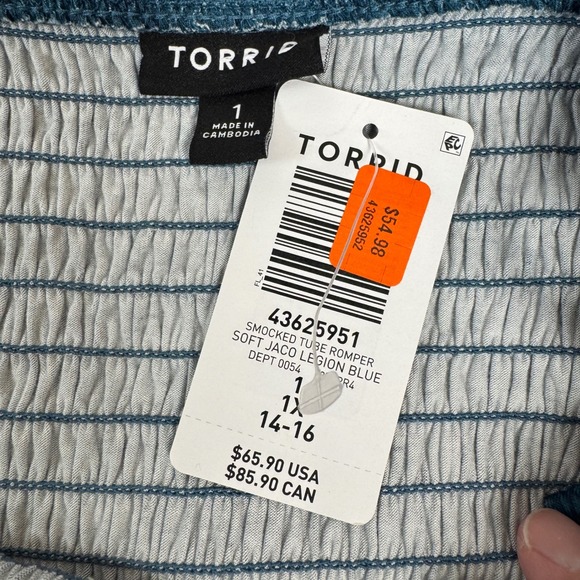 TORRID
1
MADE IN
CAMBODIA
TORRID
$54.98
43625952
FL 41
43625951
SMOCKED TUBE ROMPER
SOFT JACO LEGION BLUE
DEPT 0054
1
1X
14-16
$65.90 USA
$85.90 CAN